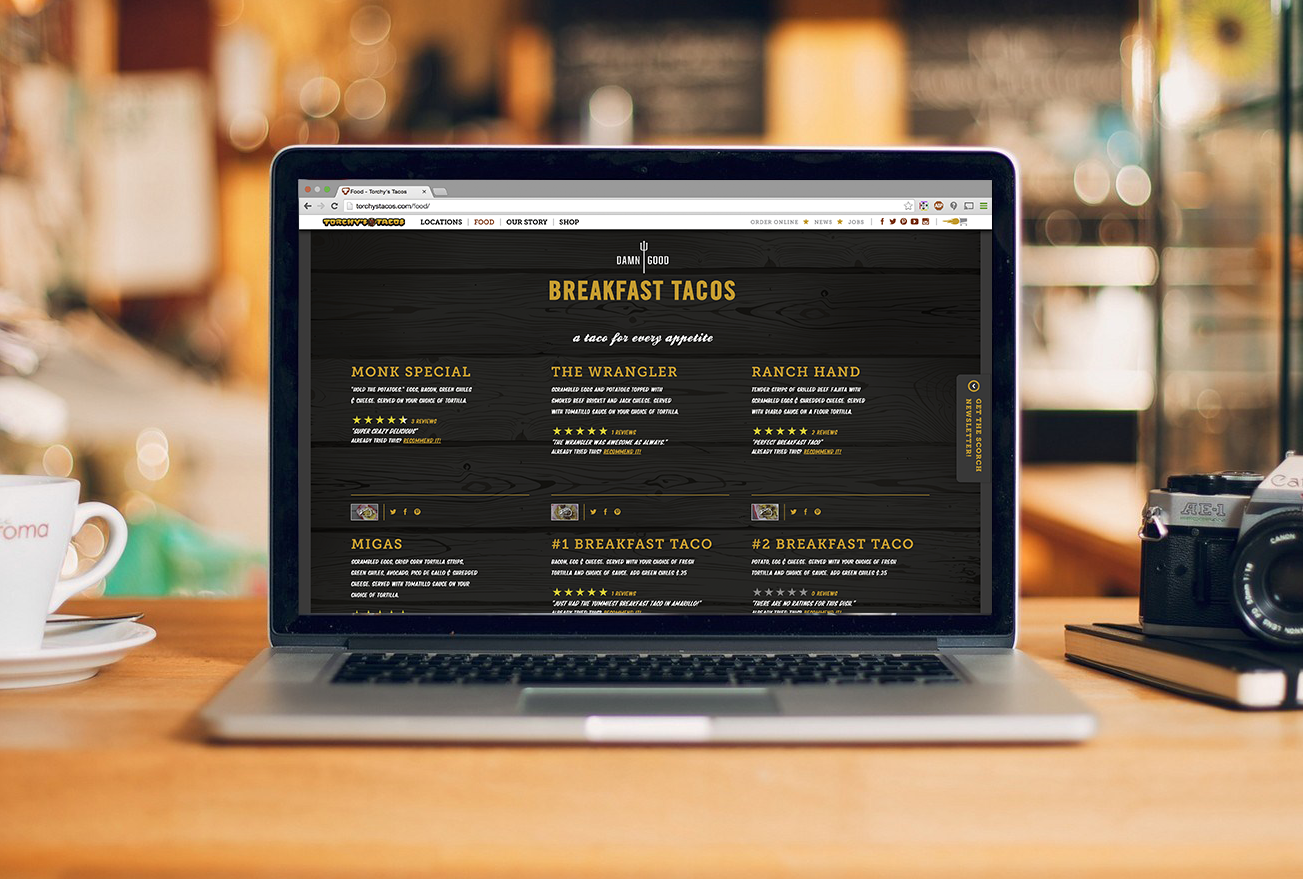 Food - Torchy's Tacos
torchystacos.com/food/
TORCHY'S TACOS LOCATIONS | FOOD | OUR STORY | SHOP ORDER ONLINE ★ NEWS ★ JOBS
DAMN GOOD
BREAKFAST TACOS
a taco for every appetite
MONK SPECIAL
"HOLD THE POTATOES." EGGS, BACON, GREEN CHILES
& CHEESE. SERVED ON YOUR CHOICE OF TORTILLA.
★★★★★ 3 REVIEWS
"SUPER CRAZY DELICIOUS"
ALREADY TRIED THIS? RECOMMEND IT!
THE WRANGLER
SCRAMBLED EGGS AND POTATOES TOPPED WITH
SMOKED BEEF BRISKET AND JACK CHEESE. SERVED
WITH TOMATILLO SAUCE ON YOUR CHOICE OF TORTILLA.
★★★★★ 1 REVIEWS
"THE WRANGLER WAS AWESOME AS ALWAYS."
ALREADY TRIED THIS? RECOMMEND IT!
RANCH HAND
TENDER STRIPS OF GRILLED BEEF FAJITA WITH
SCRAMBLED EGGS & SHREDDED CHEESE. SERVED
WITH DIABLO SAUCE ON A FLOUR TORTILLA.
★★★★★ 2 REVIEWS
"PERFECT BREAKFAST TACO"
ALREADY TRIED THIS? RECOMMEND IT!
GET THE SCORCH
NEWSLETTER!
MIGAS
SCRAMBLED EGGS, CRISP CORN TORTILLA STRIPS,
GREEN CHILES, AVOCADO, PICO DE GALLO & SHREDDED
CHEESE. SERVED WITH TOMATILLO SAUCE ON YOUR
CHOICE OF TORTILLA.
#1 BREAKFAST TACO
BACON, EGG & CHEESE. SERVED WITH YOUR CHOICE OF FRESH
TORTILLA AND CHOICE OF SAUCE. ADD GREEN CHILES $.35
★★★★★ 1 REVIEWS
"JUST HAD THE YUMMIEST BREAKFAST TACO IN AMARILLO!"
ALREADY TRIED THIS? RECOMMEND IT!
#2 BREAKFAST TACO
POTATO, EGG & CHEESE. SERVED WITH YOUR CHOICE OF FRESH
TORTILLA AND CHOICE OF SAUCE. ADD GREEN CHILES $.35
★★★★★ 0 REVIEWS
"THERE ARE NO RATINGS FOR THIS DISH."
ALREADY TRIED THIS? RECOMMEND IT!
roma
Ca
AE-1
CANON
CANON LENS FD 50mm 1:1.8